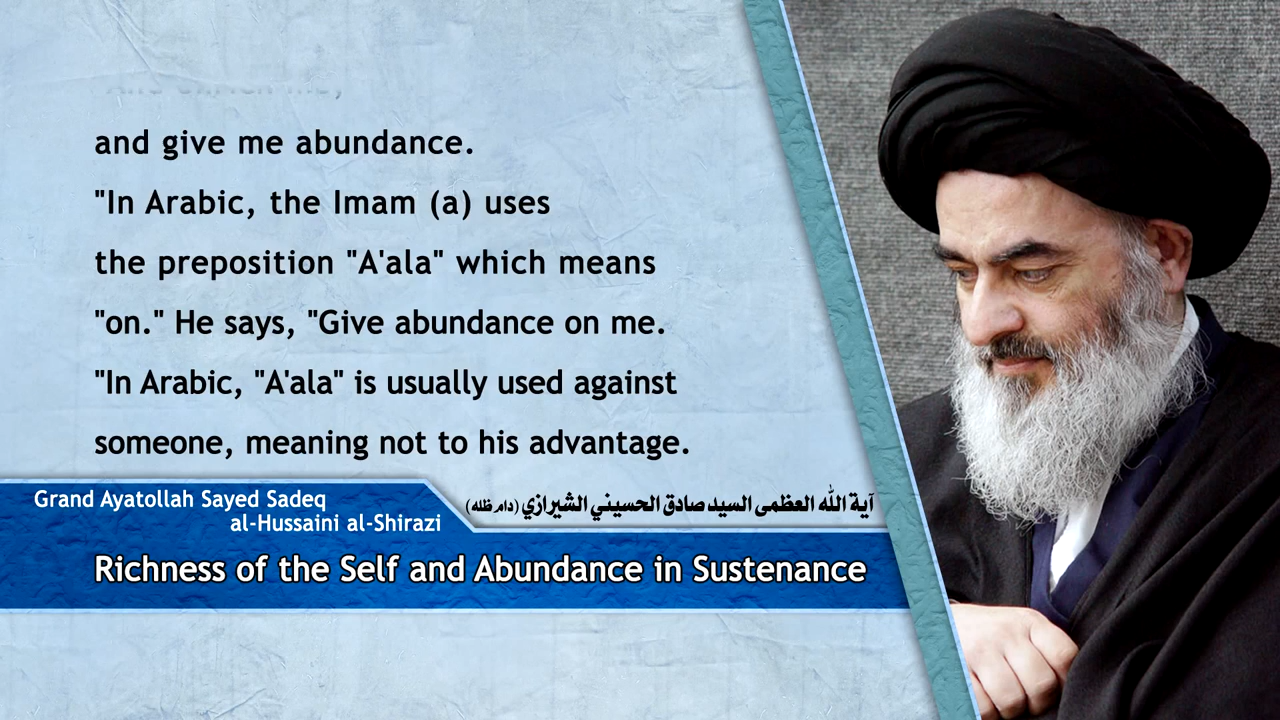 and give me abundance.
"In Arabic, the Imam (a) uses
the preposition "A'ala" which means
"on." He says, "Give abundance on me.
"In Arabic, "A'ala" is usually used against
someone, meaning not to his advantage.
Grand Ayatollah Sayed Sadeq
al-Hussaini al-Shirazi
آية الله العظمى السيد صادق الحسيني الشيرازي (دام ظله)
Richness of the Self and Abundance in Sustenance